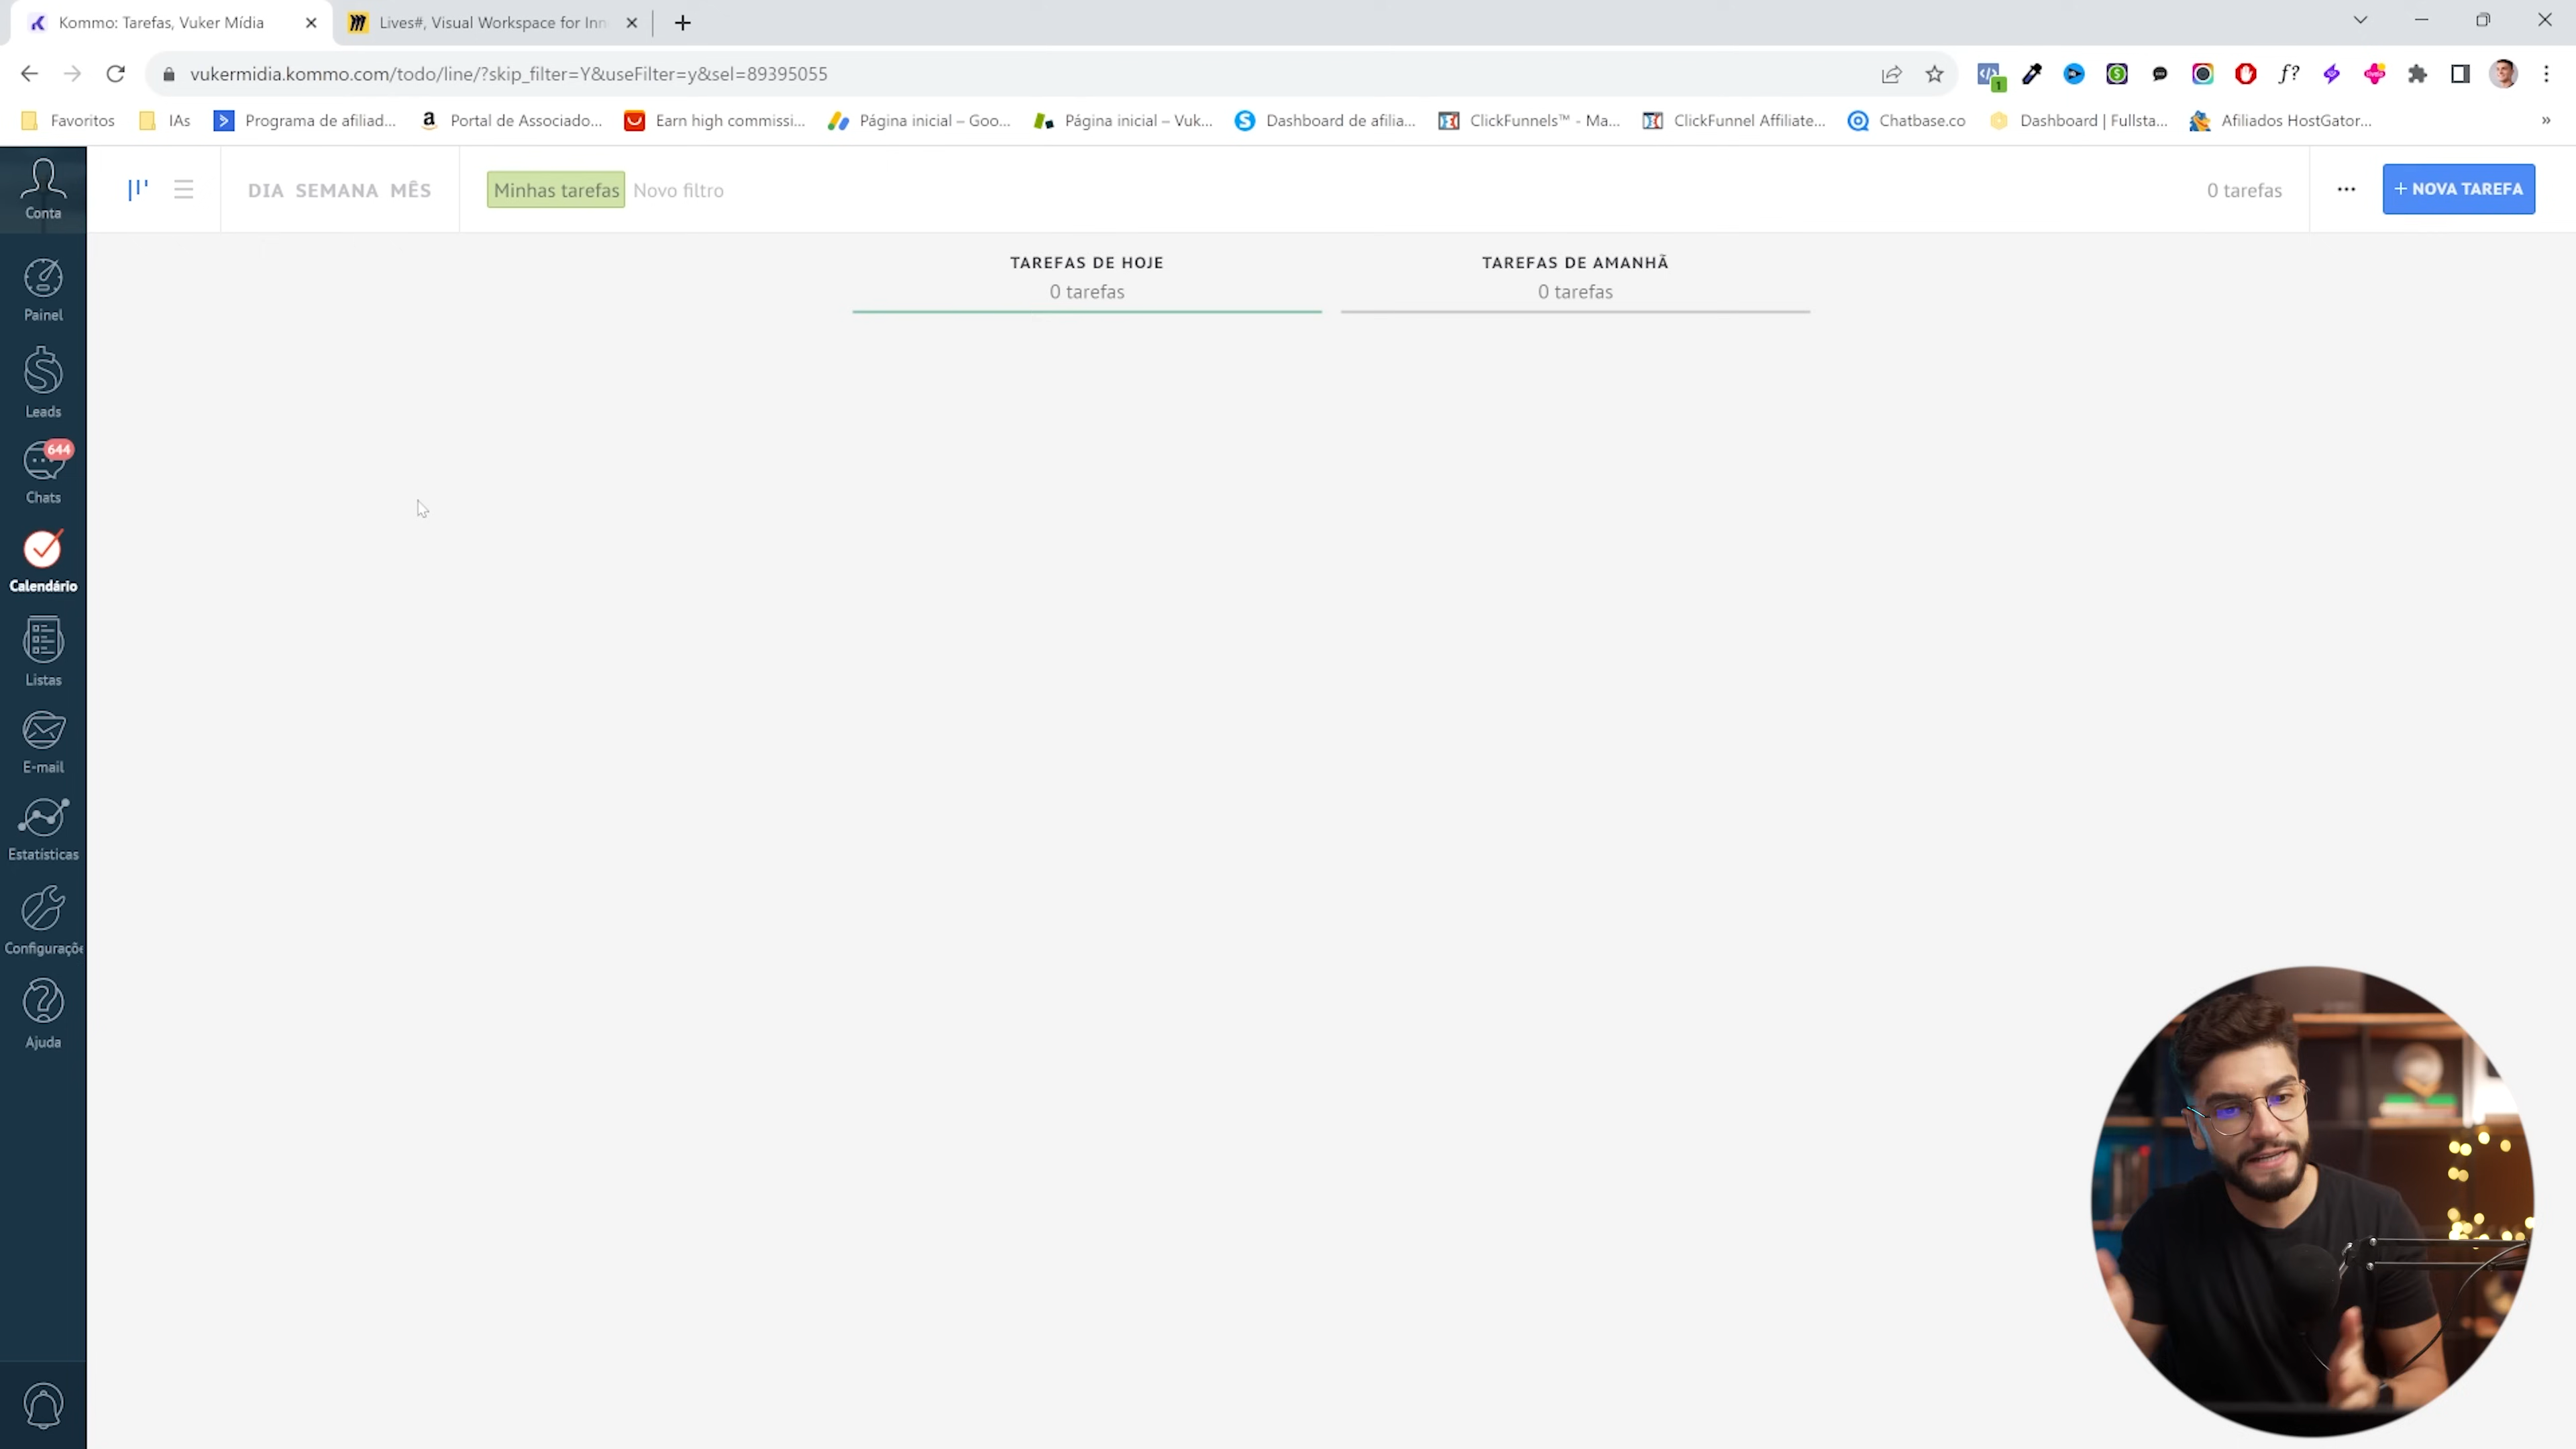 Kommo: Tarefas, Vuker Mídia
Lives#, Visual Workspace for Inn
vukermidia.kommo.com/todo/line/?skip_filter=Y&useFilter=y&sel=89395055
1
f?
Favoritos
IAs
Programa de afiliad...
Portal de Associado...
Earn high commissi...
Página inicial – Goo...
Página inicial – Vuk...
Dashboard de afilia...
ClickFunnels™ - Ma...
ClickFunnel Affiliate...
Chatbase.co
Dashboard | Fullsta...
Afiliados HostGator...
»
Conta
DIA SEMANA MÊS
Minhas tarefas
Novo filtro
0 tarefas
...
+ NOVA TAREFA
TAREFAS DE HOJE
0 tarefas
TAREFAS DE AMANHÃ
0 tarefas
Painel
Leads
644
Chats
Calendário
Listas
E-mail
Estatísticas
Configuraçõe
Ajuda